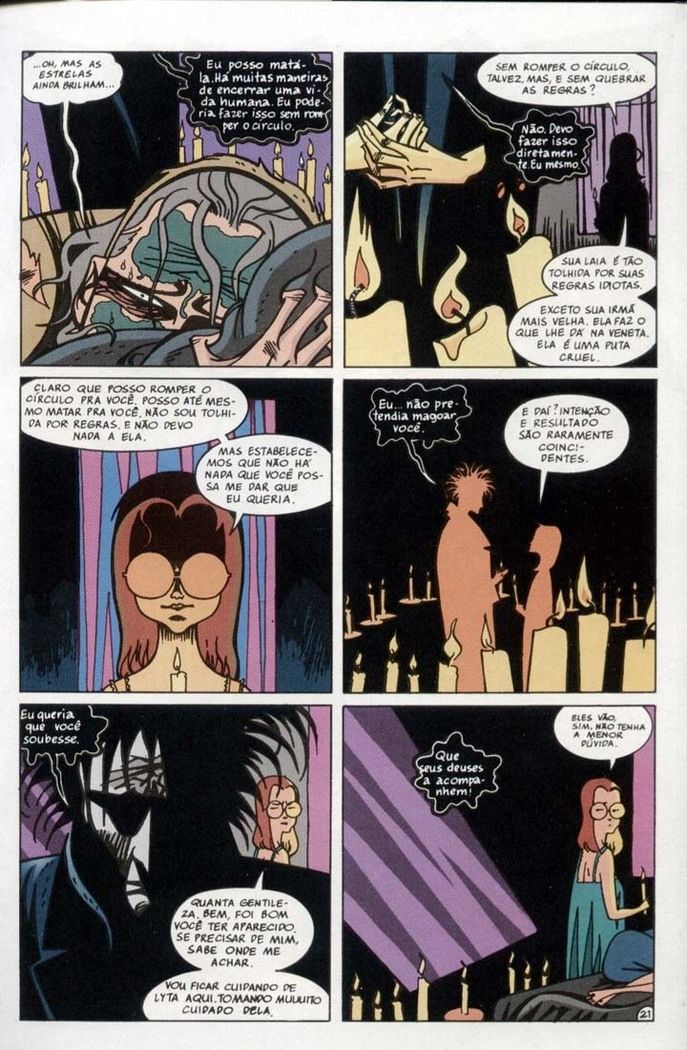 ...OH, MAS AS
ESTRELAS
AINDA BRILHAM...
Eu posso matá-
la. Há muitas maneiras
de encerrar uma vi-
da humana. Eu pode-
ria fazer isso sem rom-
per o círculo.
SEM ROMPER O CÍRCULO,
TALVEZ. MAS, E SEM QUEBRAR
AS REGRAS?
Não. Devo
fazer isso
diretamen-
te. Eu mesmo.
SUA LAIA É TÃO
TOLHIDA POR SUAS
REGRAS IDIOTAS.
EXCETO SUA IRMÃ
MAIS VELHA. ELA FAZ O
QUE LHE DÁ NA VENETA.
ELA É UMA PUTA
CRUEL.
CLARO QUE POSSO ROMPER O
CÍRCULO PRA VOCÊ. POSSO ATÉ MES-
MO MATAR PRA VOCÊ. NÃO SOU TOLHI-
DA POR REGRAS. E NÃO DEVO
NADA A ELA.
MAS ESTABELECE-
MOS QUE NÃO HÁ
NADA QUE VOCÊ POS-
SA ME DAR QUE
EU QUERIA.
Eu... não pre-
tendia magoar
você.
E DAÍ? INTENÇÃO
E RESULTADO
SÃO RARAMENTE
COINCI-
DENTES.
Eu queria
que você
soubesse.
QUANTA GENTILE-
ZA. BEM, FOI BOM
VOCÊ TER APARECIDO.
SE PRECISAR DE MIM,
SABE ONDE ME
ACHAR.
VOU FICAR CUIDANDO DE
LYTA AQUI. TOMANDO MUUUITO
CUIDADO DELA.
Que
seus deuses
a acompa-
nhem!
ELES VÃO,
SIM. NÃO TENHA
A MENOR
DÚVIDA.
21